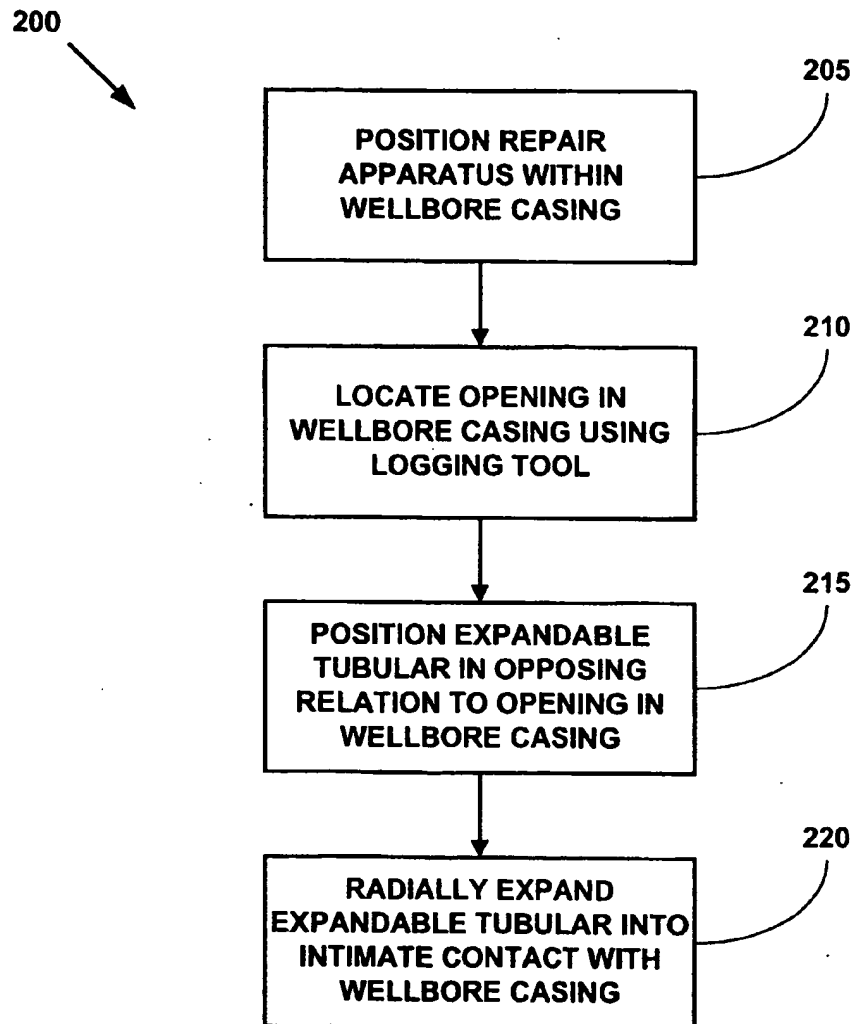 200
205
POSITION REPAIR
APPARATUS WITHIN
WELLBORE CASING
210
LOCATE OPENING IN
WELLBORE CASING USING
LOGGING TOOL
215
POSITION EXPANDABLE
TUBULAR IN OPPOSING
RELATION TO OPENING IN
WELLBORE CASING
220
RADIALLY EXPAND
EXPANDABLE TUBULAR INTO
INTIMATE CONTACT WITH
WELLBORE CASING